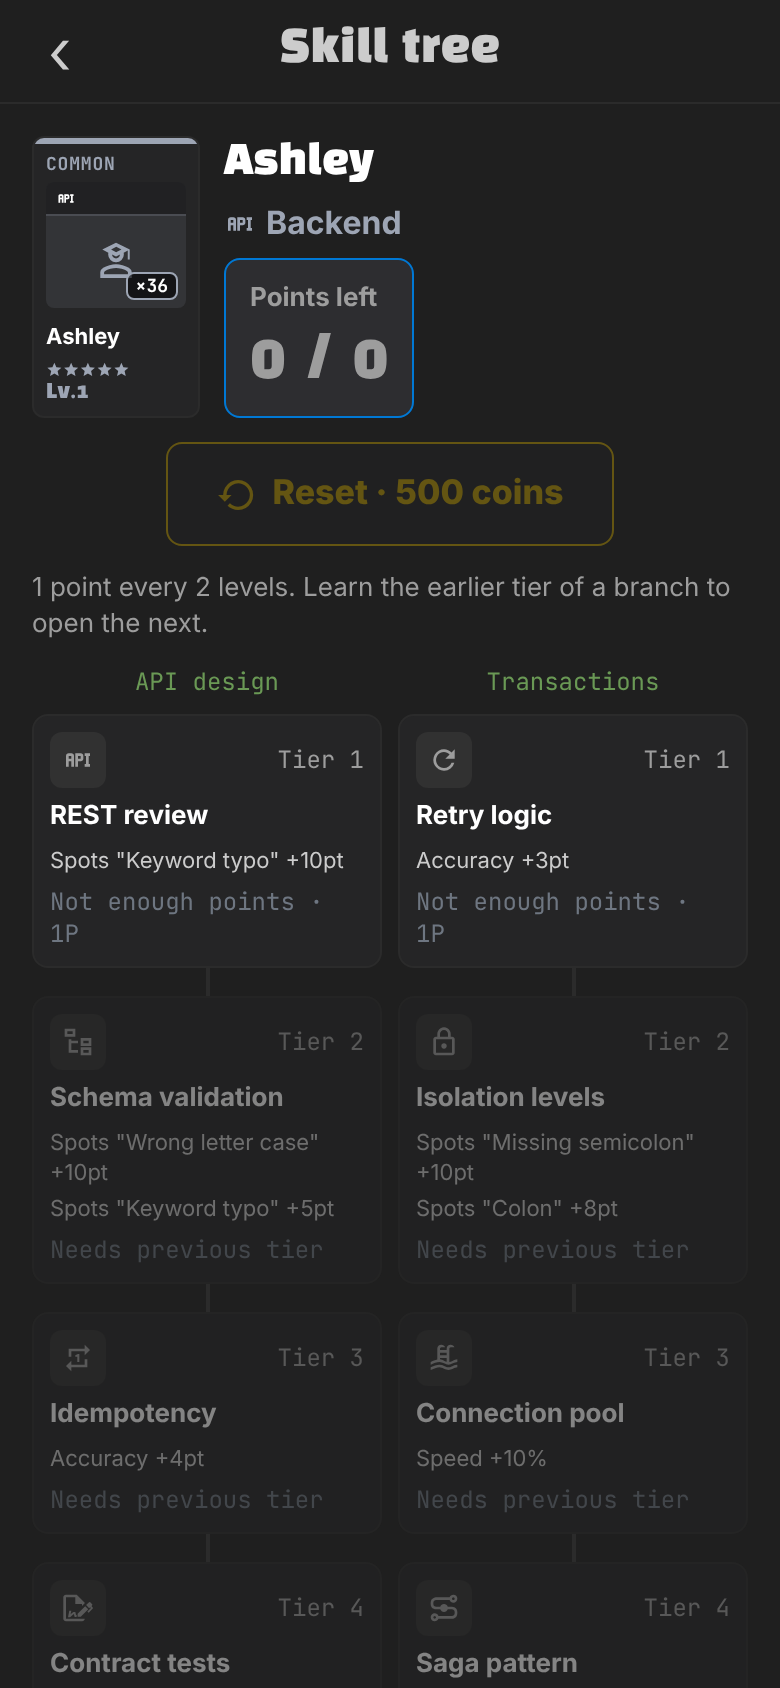 Skill tree
COMMON
API
×36
Ashley
Lv.1
Ashley
API Backend
Points left
0 / 0
Reset · 500 coins
1 point every 2 levels. Learn the earlier tier of a branch to
open the next.
API design
API
Tier 1
REST review
Spots "Keyword typo" +10pt
Not enough points ·
1P
Tier 2
Schema validation
Spots "Wrong letter case"
+10pt
Spots "Keyword typo" +5pt
Needs previous tier
1
Tier 3
Idempotency
Accuracy +4pt
Needs previous tier
Tier 4
Contract tests
Transactions
Tier 1
Retry logic
Accuracy +3pt
Not enough points ·
1P
Tier 2
Isolation levels
Spots "Missing semicolon"
+10pt
Spots "Colon" +8pt
Needs previous tier
Tier 3
Connection pool
Speed +10%
Needs previous tier
Tier 4
Saga pattern